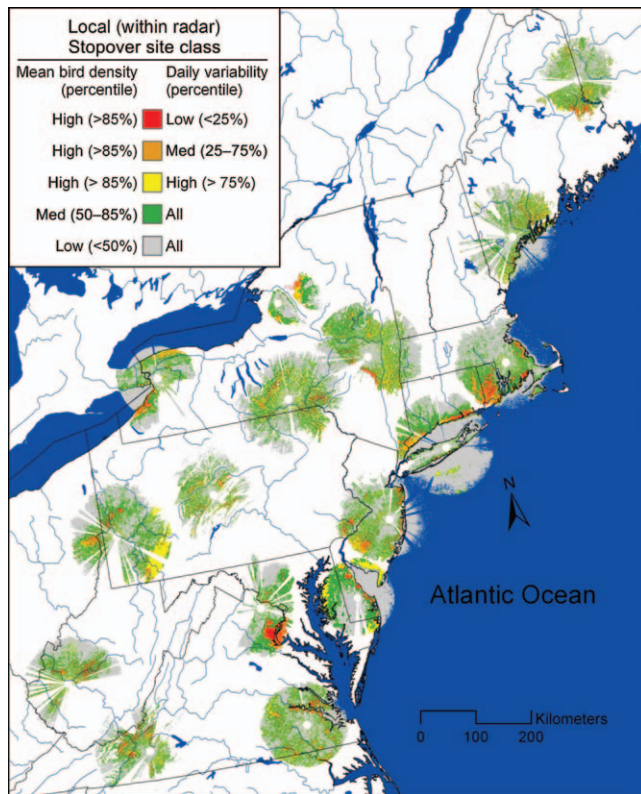 Local (within radar)
Stopover site class
Mean bird density Daily variability
(percentile) (percentile)
High (>85%) Low (<25%)
High (>85%) Med (25–75%)
High (> 85%) High (> 75%)
Med (50–85%) All
Low (<50%) All
N
Atlantic Ocean
Kilometers
0 100 200